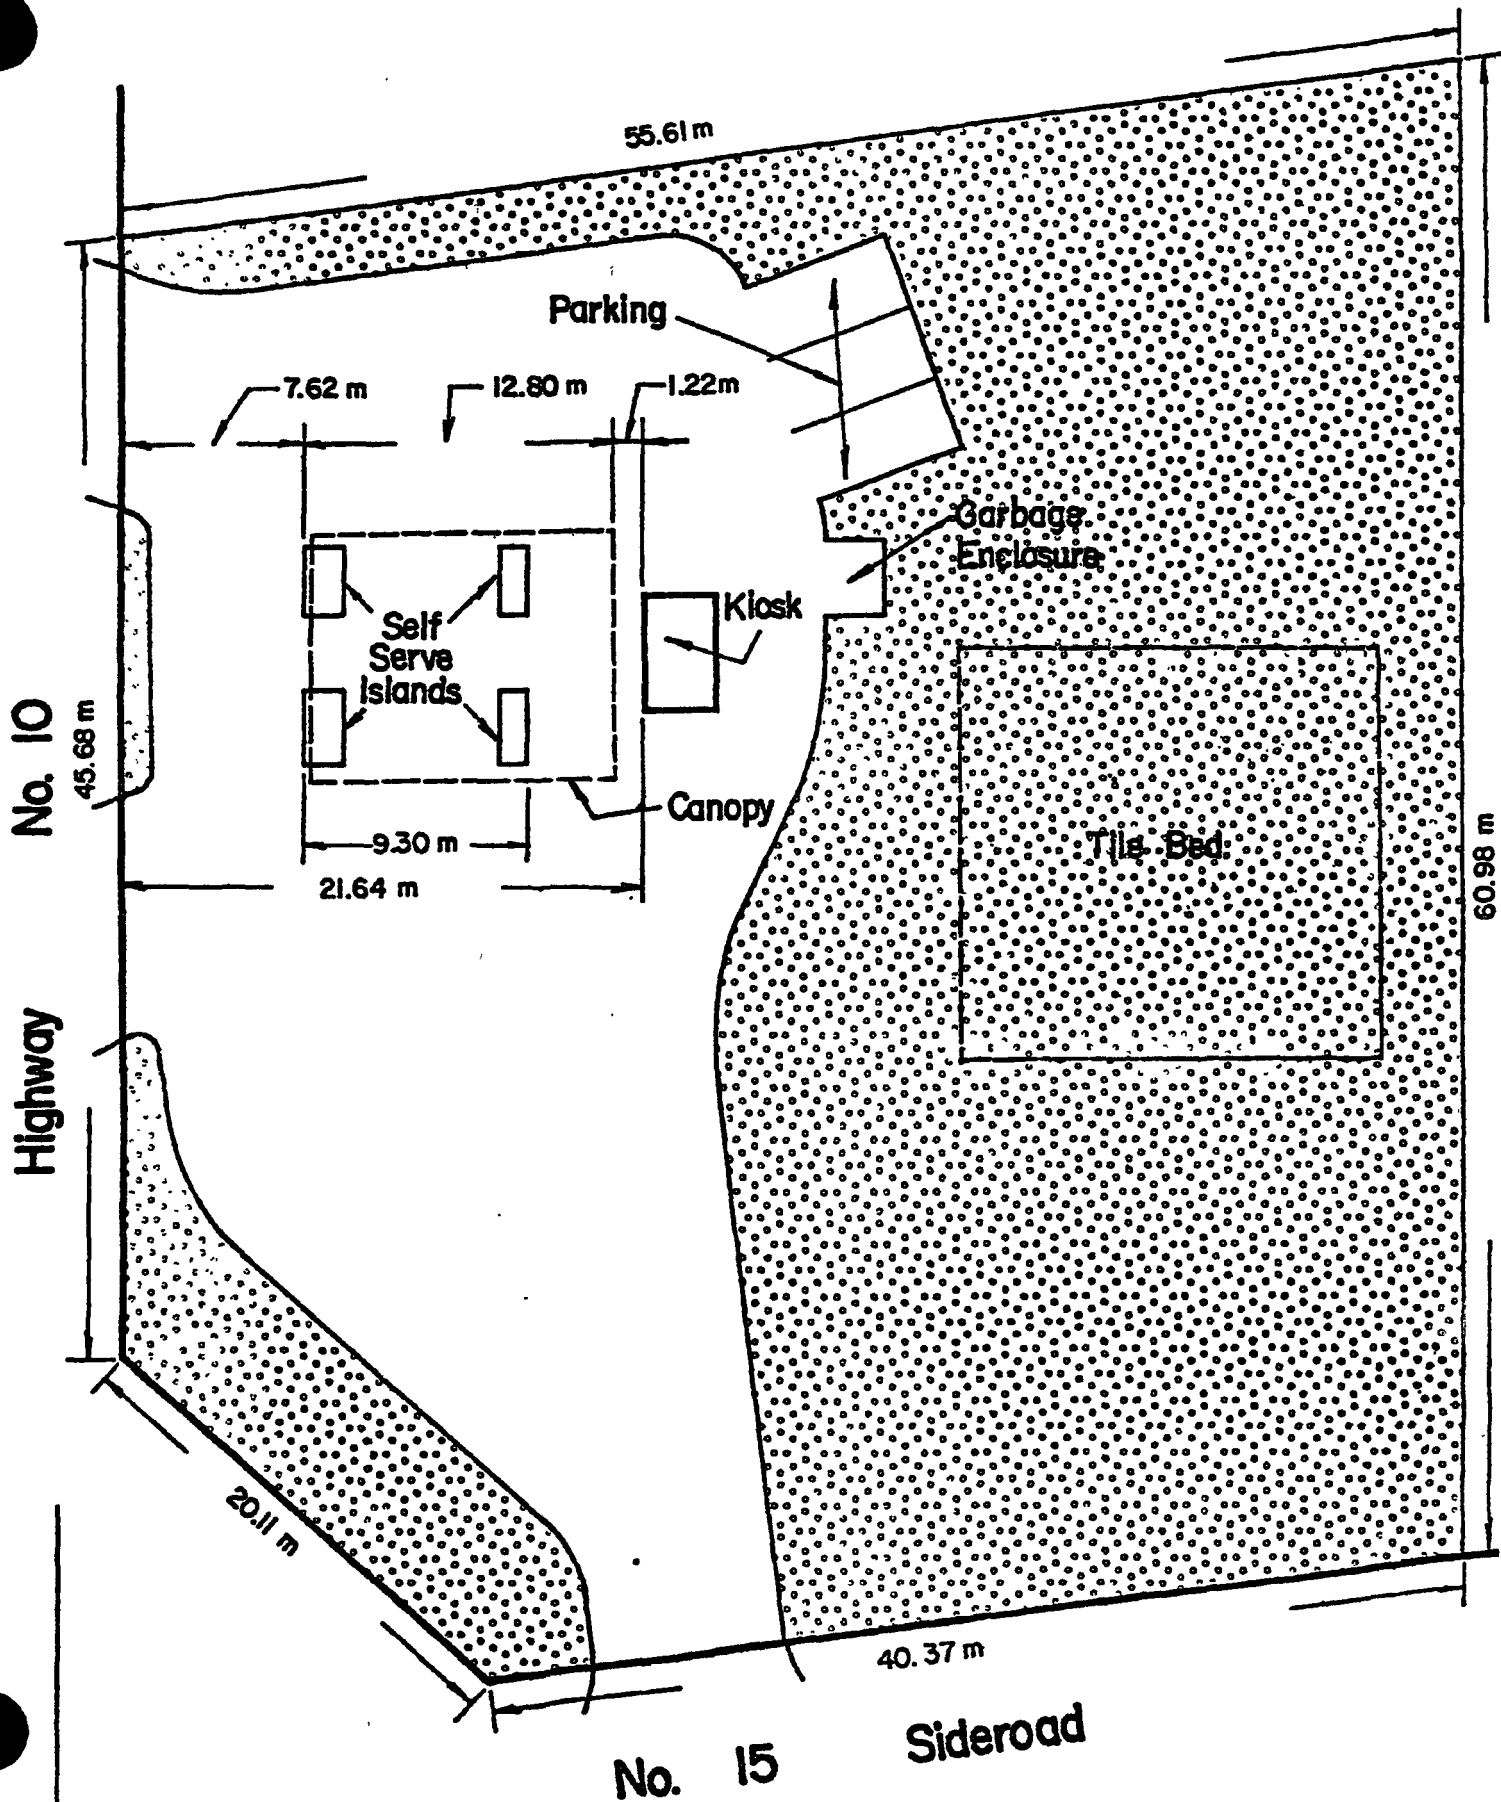 55.61 m
Parking
7.62 m
12.80 m
1.22m
Garbage
Enclosure
Kiosk
Self
Serve
Islands
Canopy
9.30 m
21.64 m
Tile Bed
45.68 m
60.98 m
Highway No. 10
20.11 m
40.37 m
No. 15 Sideroad